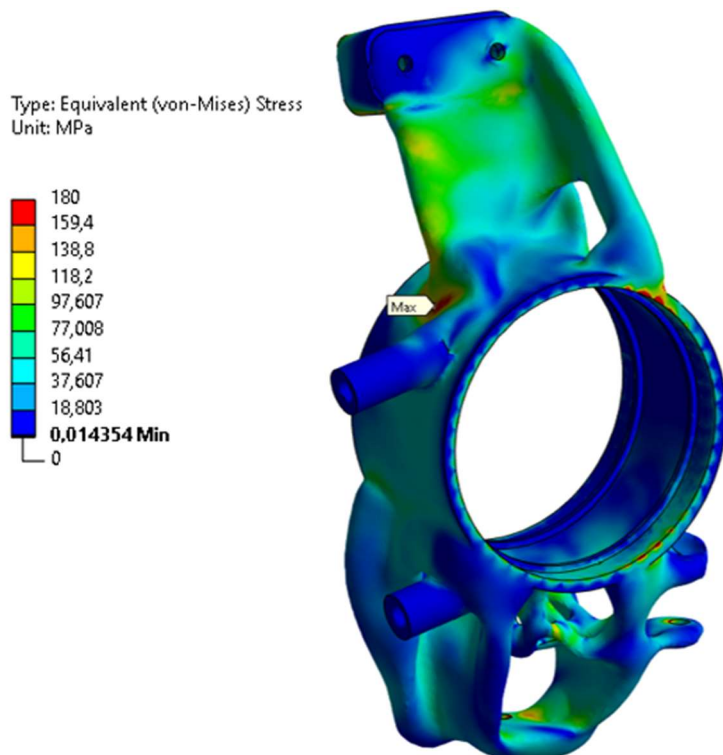 Type: Equivalent (von-Mises) Stress
Unit: MPa
180
159,4
138,8
118,2
97,607
77,008
56,41
37,607
18,803
0,014354 Min
0
Max